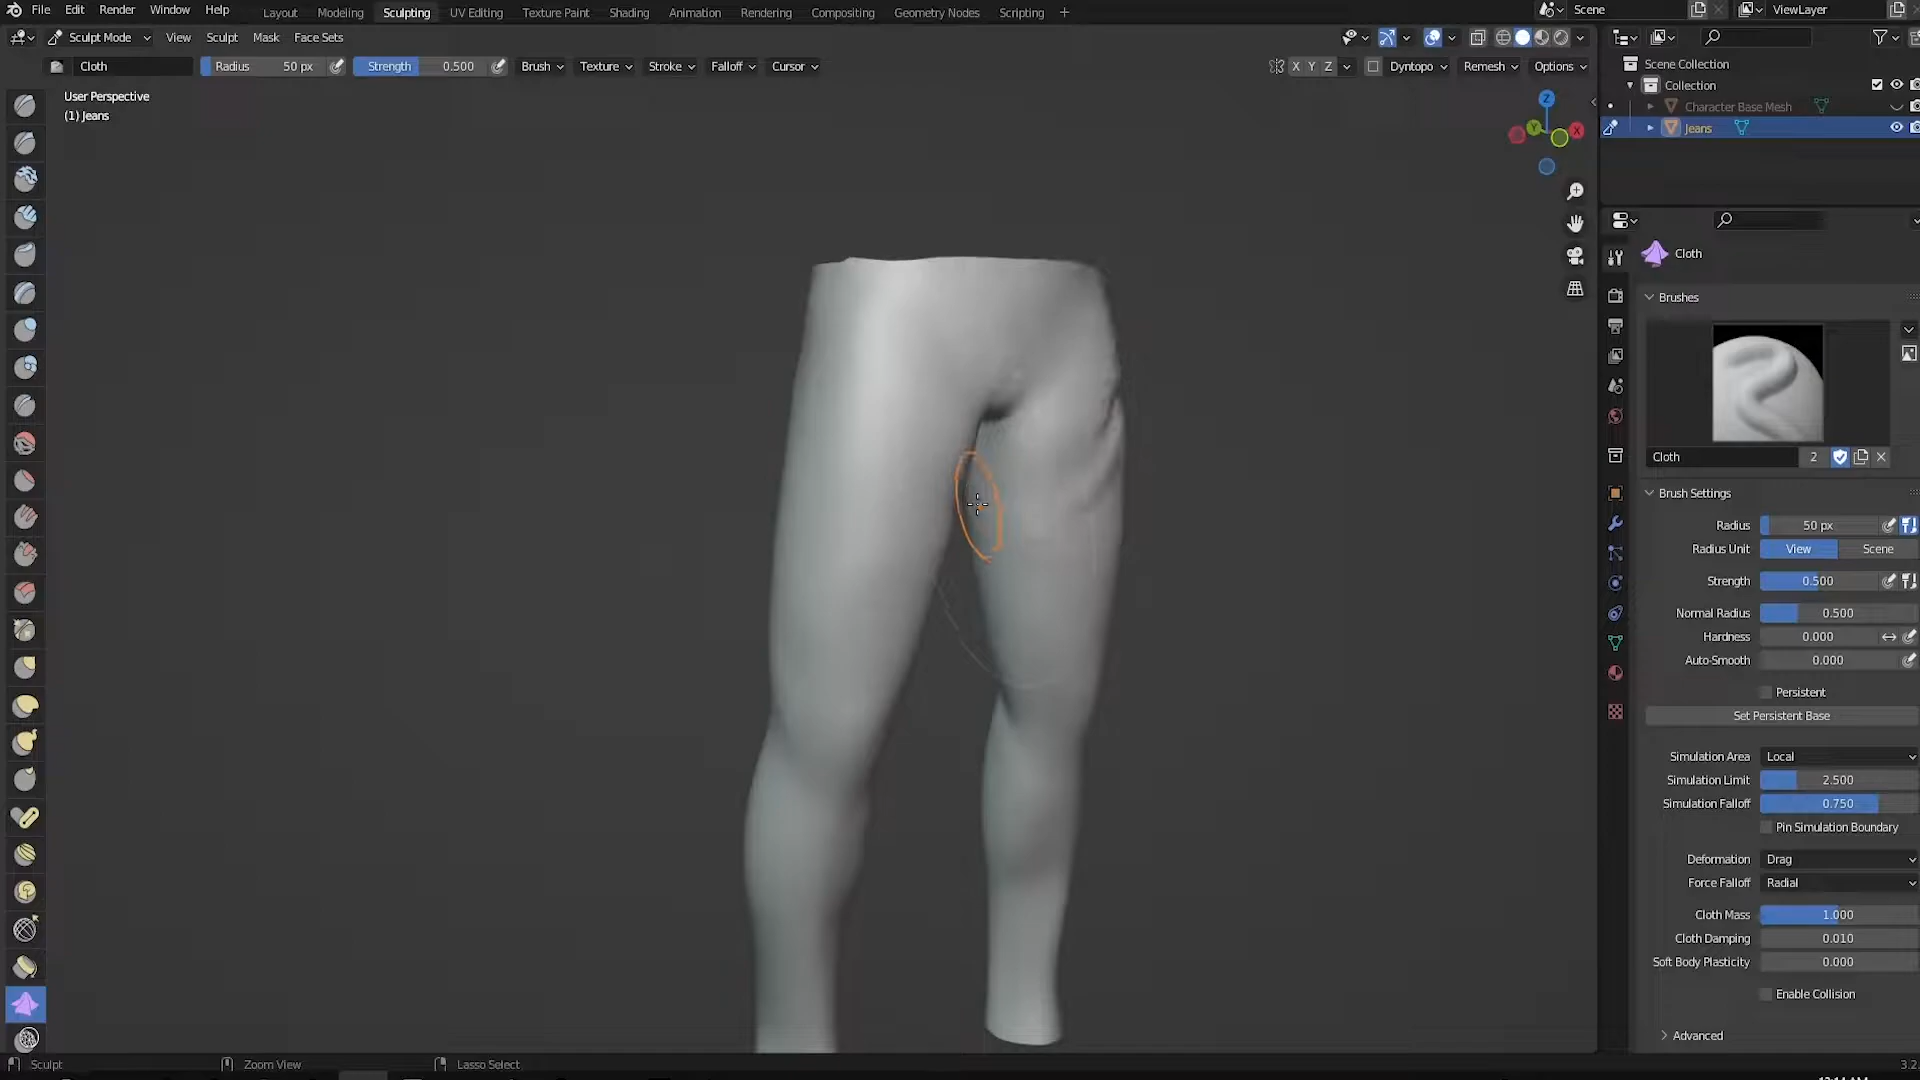 File Edit Render Window Help Layout Modeling Sculpting UV Editing Texture Paint Shading Animation Rendering Compositing Geometry Nodes Scripting + Scene ViewLayer
Sculpt Mode View Sculpt Mask Face Sets
Cloth Radius 50 px Strength 0.500 Brush Texture Stroke Falloff Cursor X Y Z Dyntopo Remesh Options
User Perspective
(1) Jeans
Z
Y
X
Scene Collection
Collection
Character Base Mesh
Jeans
Cloth
Brushes
Cloth 2
Brush Settings
Radius 50 px
Radius Unit View Scene
Strength 0.500
Normal Radius 0.500
Hardness 0.000
Auto-Smooth 0.000
Persistent
Set Persistent Base
Simulation Area Local
Simulation Limit 2.500
Simulation Falloff 0.750
Pin Simulation Boundary
Deformation Drag
Force Falloff Radial
Cloth Mass 1.000
Cloth Damping 0.010
Soft Body Plasticity 0.000
Enable Collision
Advanced
Sculpt Zoom View Lasso Select 3.2